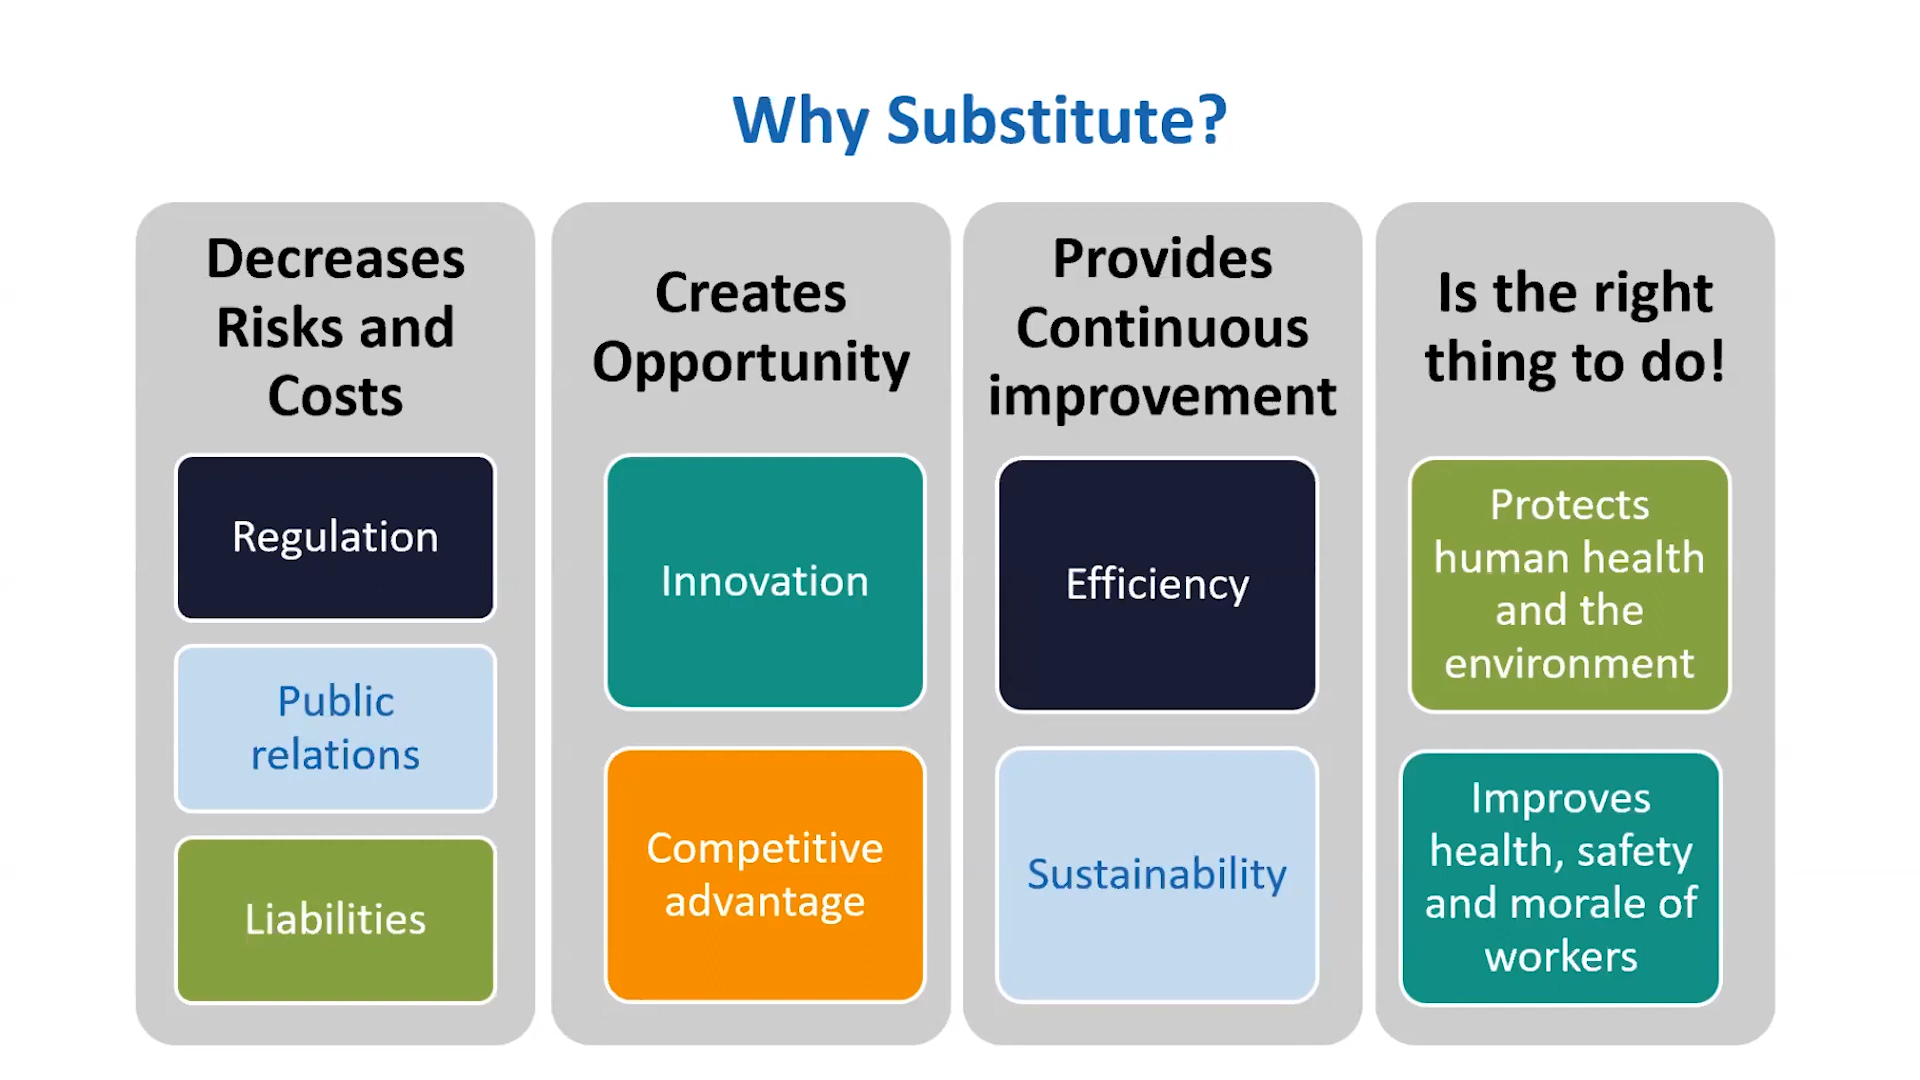 Why Substitute?
Decreases
Risks and
Costs
Regulation
Public
relations
Liabilities
Creates
Opportunity
Innovation
Competitive
advantage
Provides
Continuous
improvement
Efficiency
Sustainability
Is the right
thing to do!
Protects
human health
and the
environment
Improves
health, safety
and morale of
workers